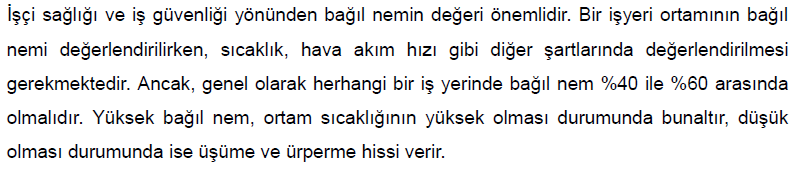 İşçi sağlığı ve iş güvenliği yönünden bağıl nemin değeri önemlidir. Bir işyeri ortamının bağıl
nemi değerlendirilirken, sıcaklık, hava akım hızı gibi diğer şartlarında değerlendirilmesi
gerekmektedir. Ancak, genel olarak herhangi bir iş yerinde bağıl nem %40 ile %60 arasında
olmalıdır. Yüksek bağıl nem, ortam sıcaklığının yüksek olması durumunda bunaltır, düşük
olması durumunda ise üşüme ve ürperme hissi verir.